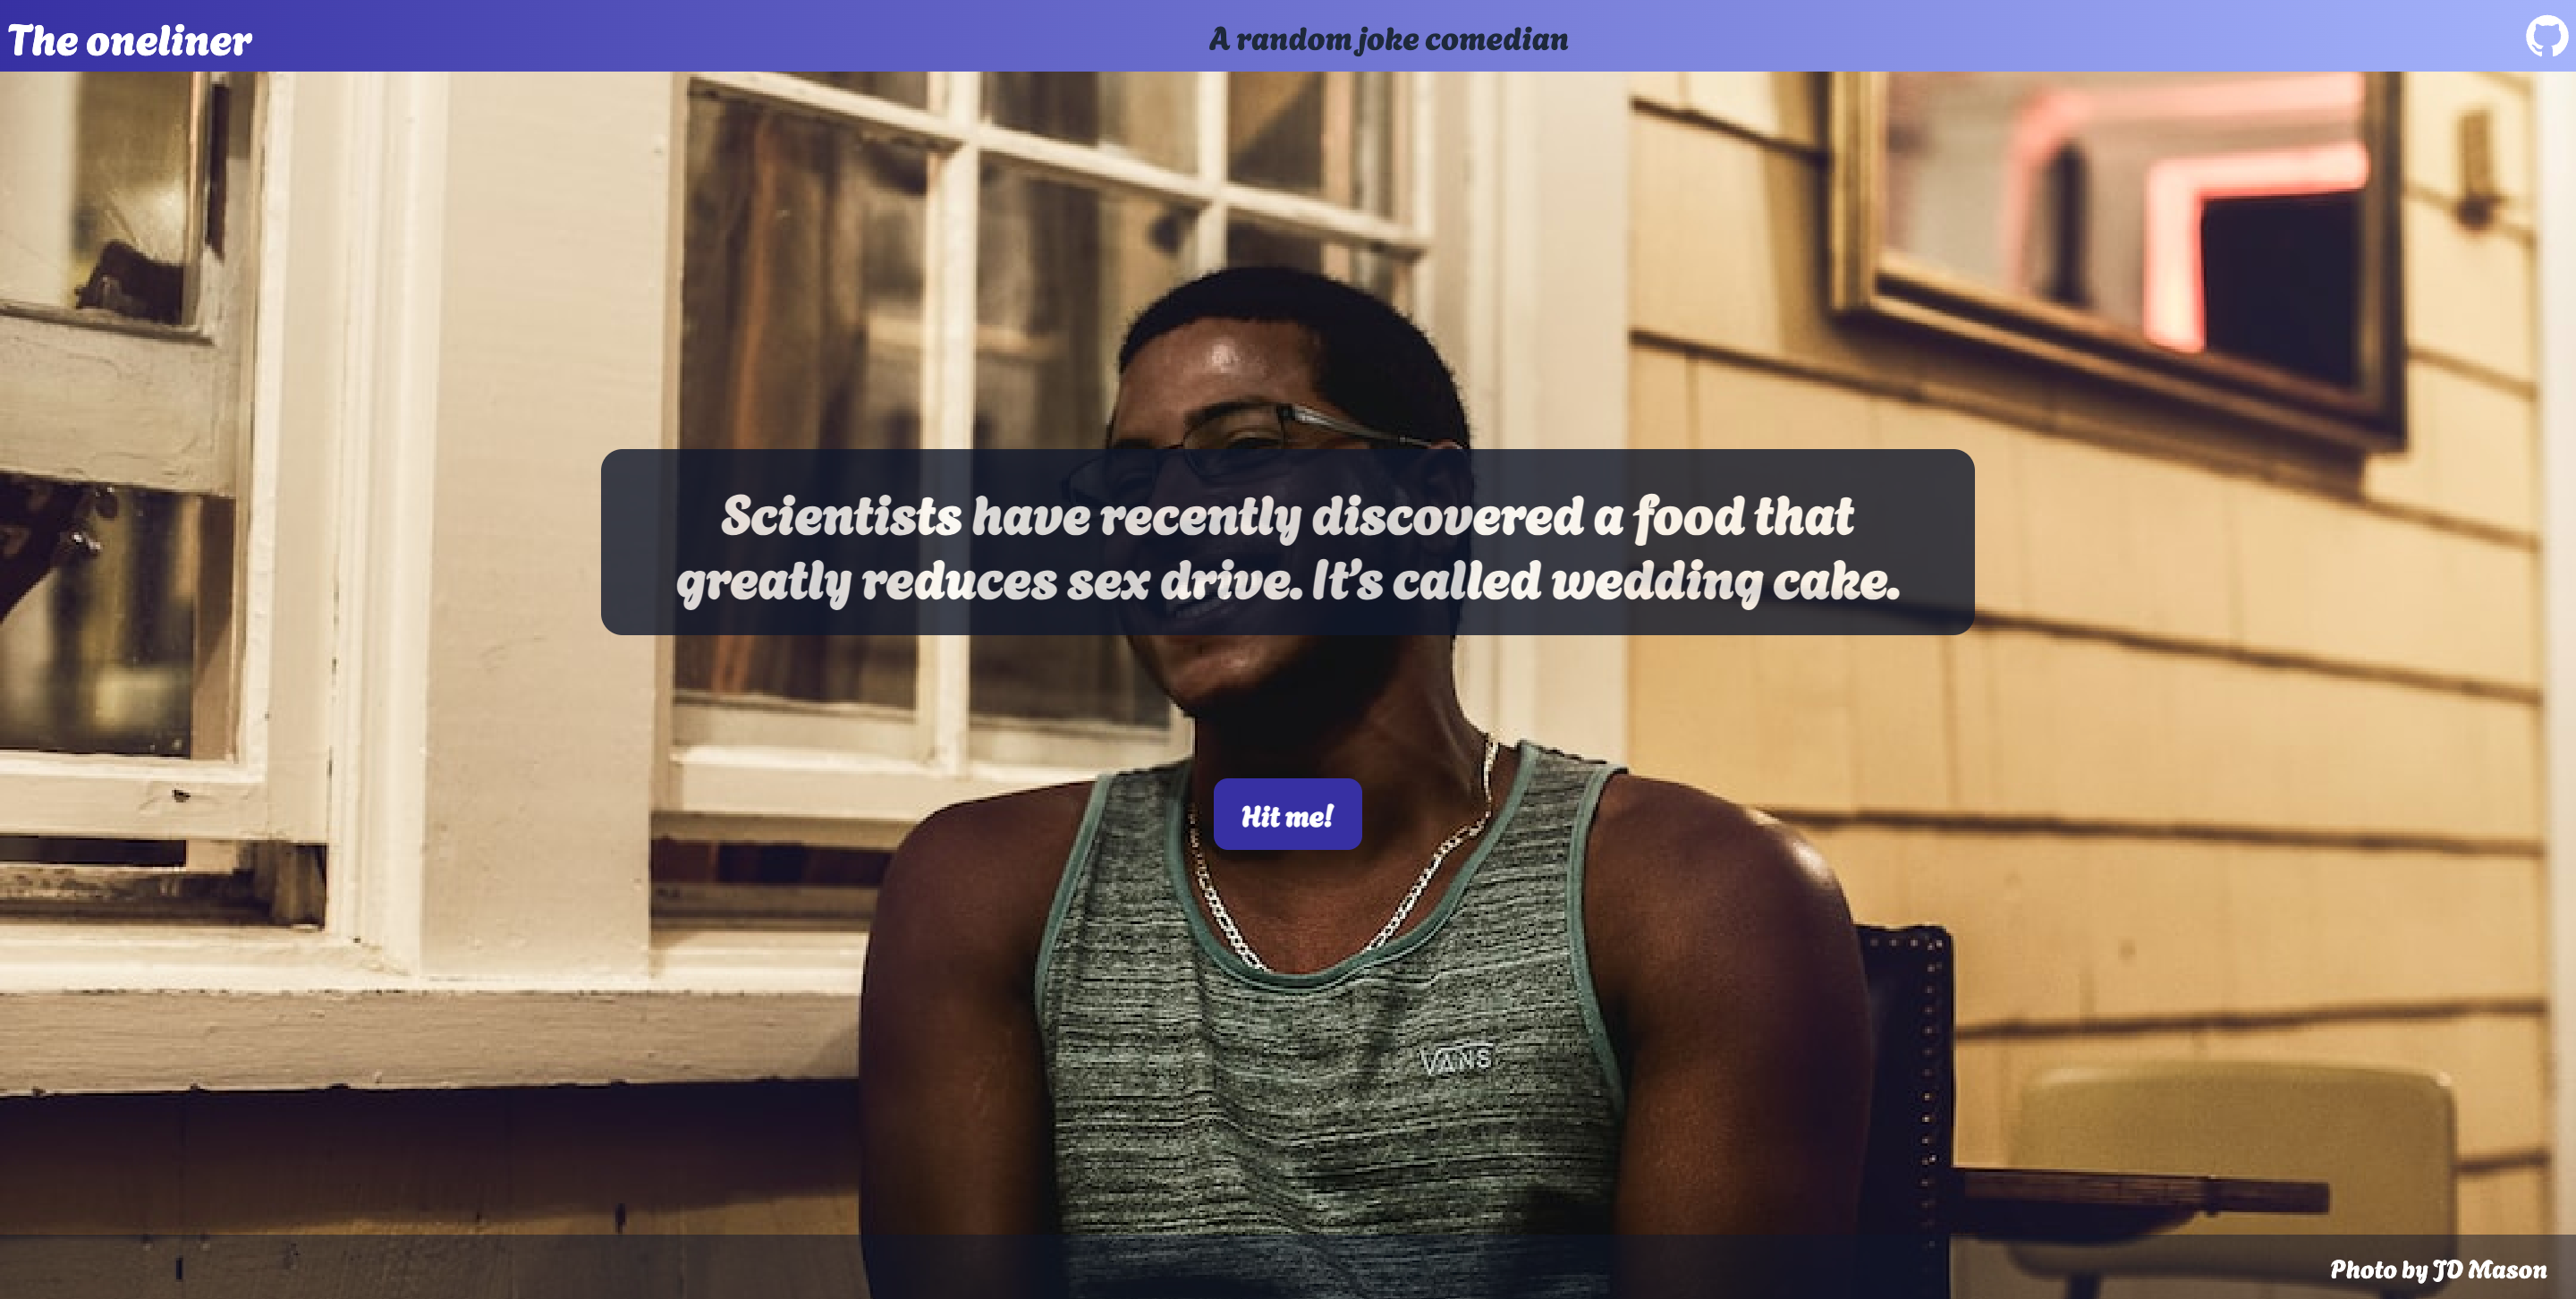 The oneliner
A random joke comedian
Scientists have recently discovered a food that
greatly reduces sex drive. It's called wedding cake.
Hit me!
VANS
Photo by JD Mason